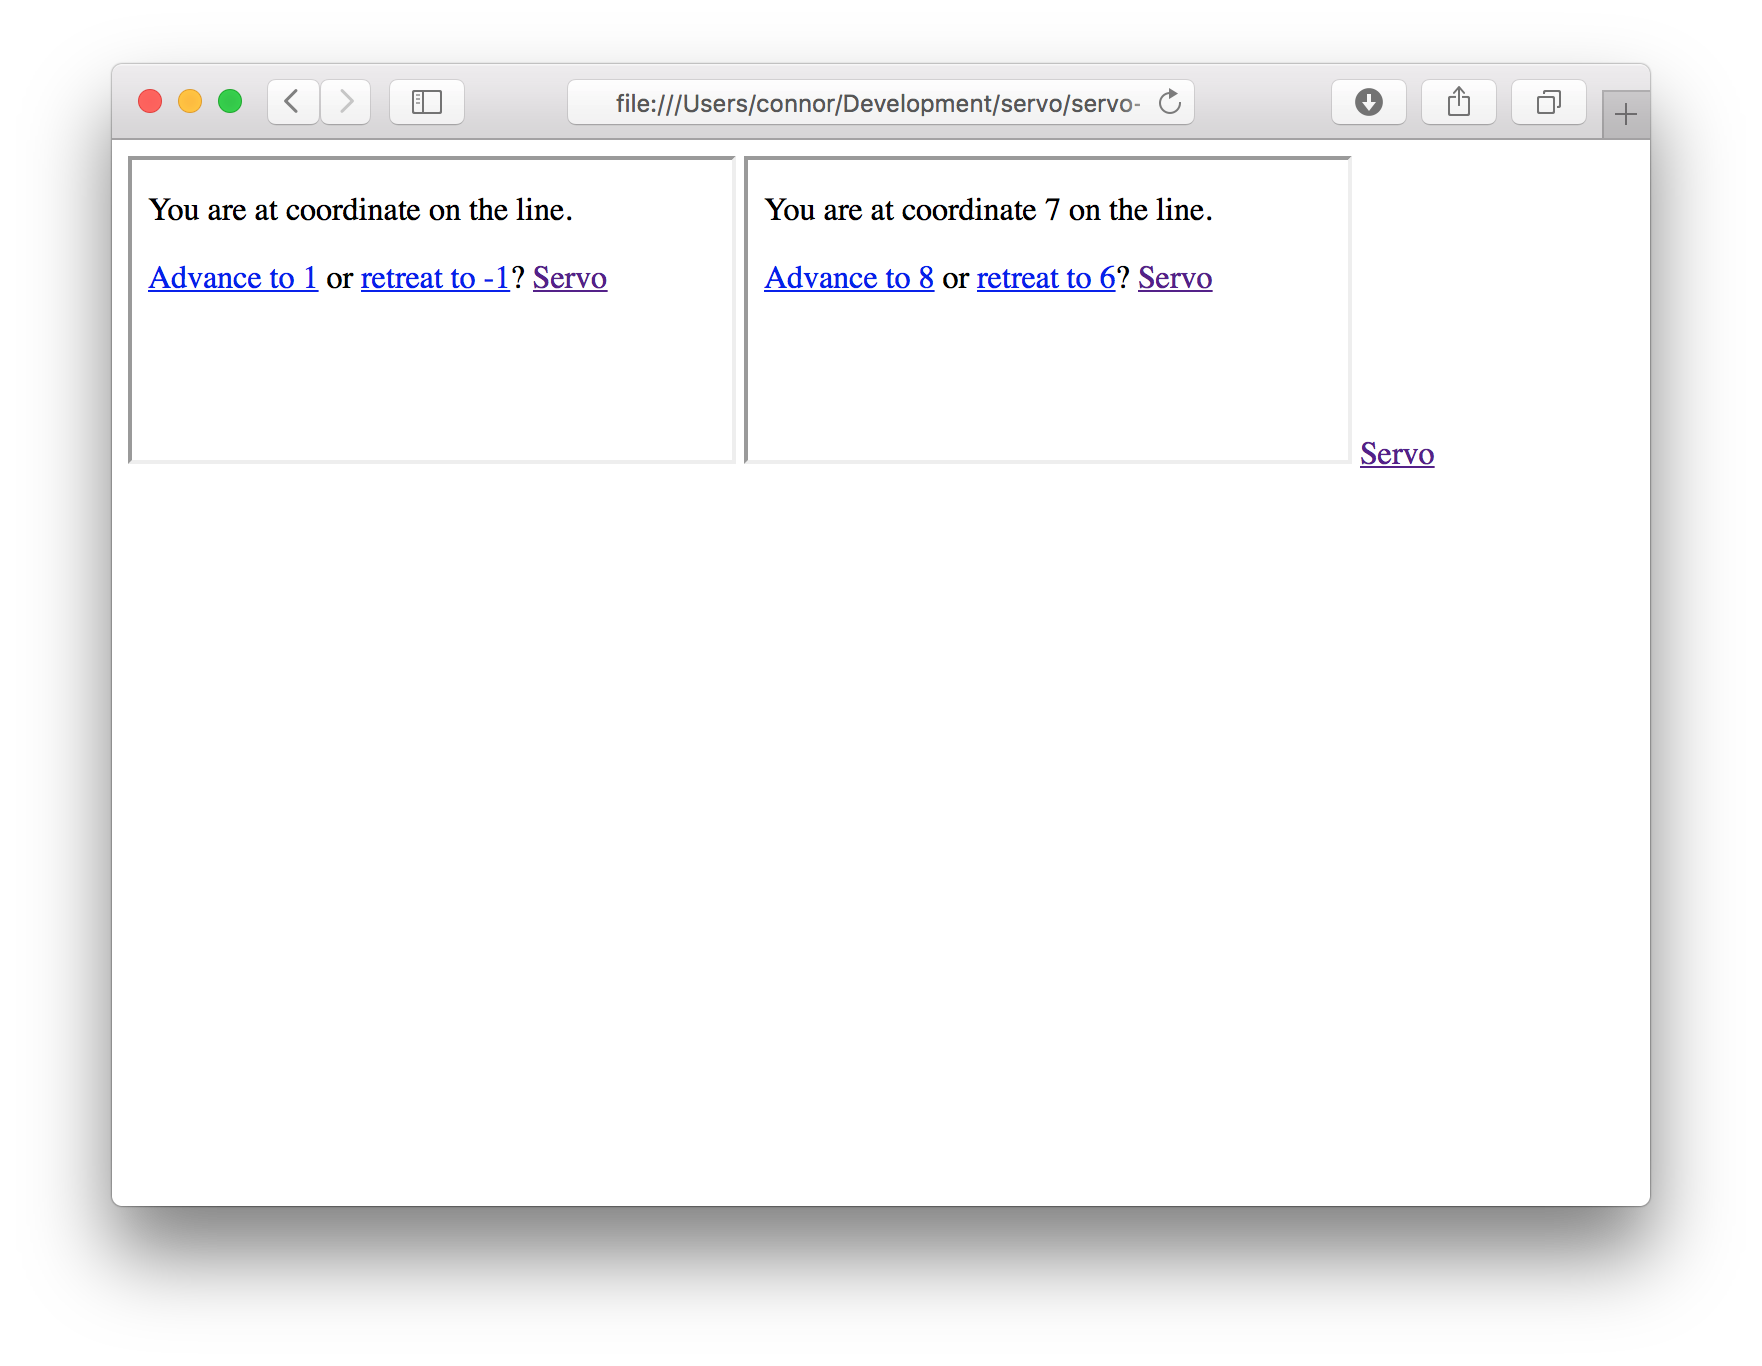 file:///Users/connor/Development/servo/servo-
You are at coordinate on the line.
Advance to 1 or retreat to -1? Servo
You are at coordinate 7 on the line.
Advance to 8 or retreat to 6? Servo
Servo